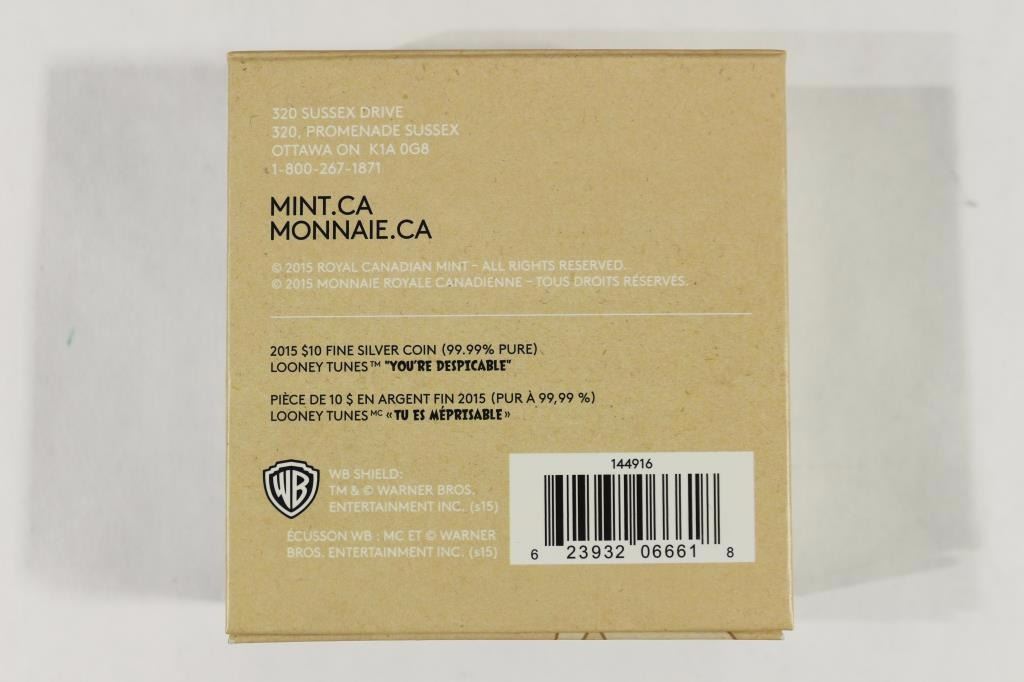 320 SUSSEX DRIVE
320, PROMENADE SUSSEX
OTTAWA ON K1A 0G8
1-800-267-1871
MINT.CA
MONNAIE.CA
© 2015 ROYAL CANADIAN MINT – ALL RIGHTS RESERVED.
© 2015 MONNAIE ROYALE CANADIENNE – TOUS DROITS RÉSERVÉS.
2015 $10 FINE SILVER COIN (99.99% PURE)
LOONEY TUNES™ "YOU'RE DESPICABLE"
PIÈCE DE 10 $ EN ARGENT FIN 2015 (PUR À 99,99 %)
LOONEY TUNES MC « TU ES MÉPRISABLE »
WB
WB SHIELD:
TM & © WARNER BROS.
ENTERTAINMENT INC. (s15)
ÉCUSSON WB : MC ET © WARNER
BROS. ENTERTAINMENT INC. (s15)
144916
6 23932 06661 8